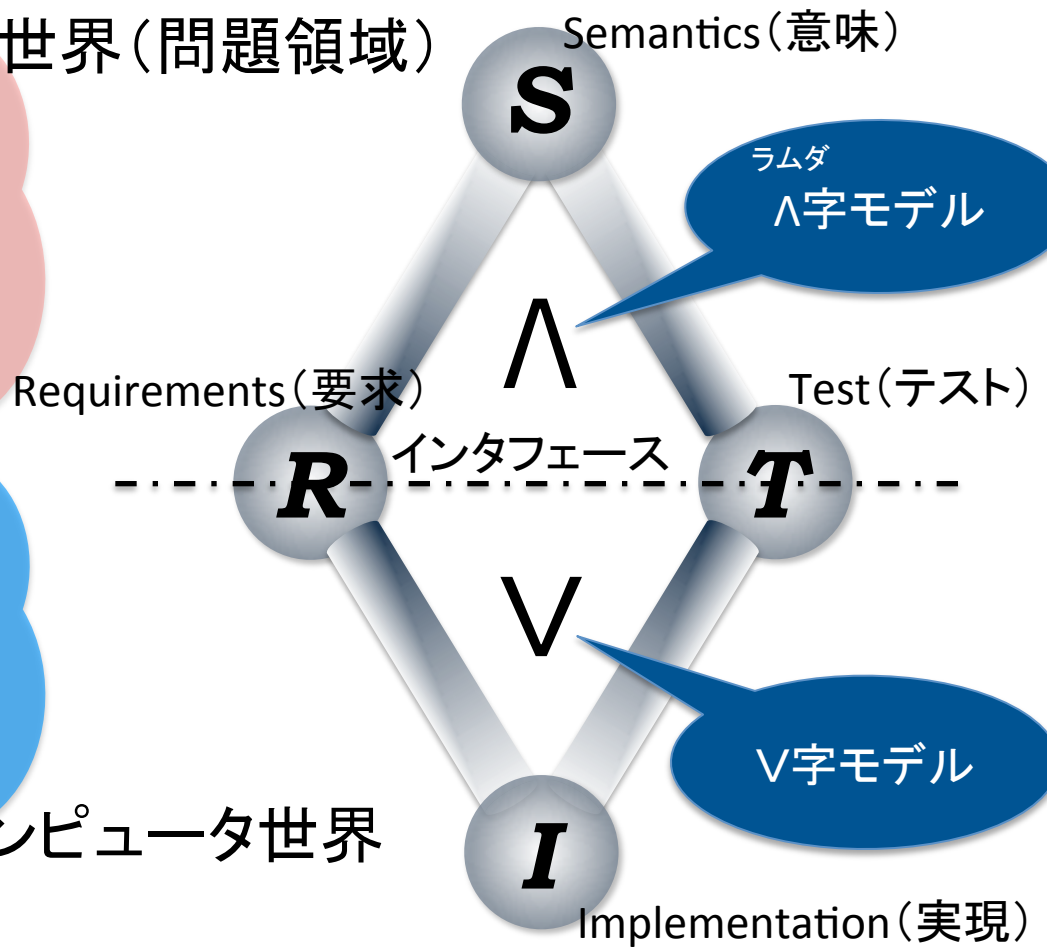 世界(問題領域)
Semantics(意味)
S
ラムダ
Λ字モデル
Λ
Requirements(要求)
Test(テスト)
インタフェース
R
T
V
V字モデル
ンピュータ世界
I
Implementation(実現)